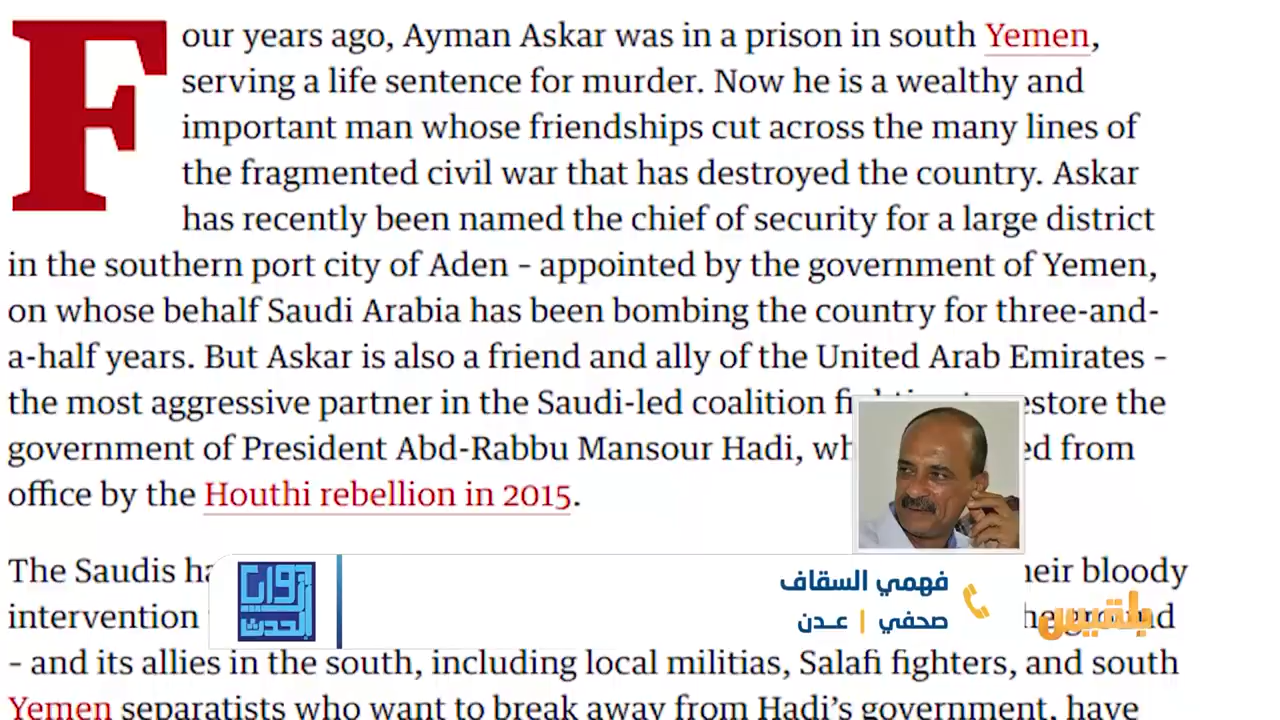 Four years ago, Ayman Askar was in a prison in south Yemen,
serving a life sentence for murder. Now he is a wealthy and
important man whose friendships cut across the many lines of
the fragmented civil war that has destroyed the country. Askar
has recently been named the chief of security for a large district
in the southern port city of Aden – appointed by the government of Yemen,
on whose behalf Saudi Arabia has been bombing the country for three-and-
a-half years. But Askar is also a friend and ally of the United Arab Emirates –
the most aggressive partner in the Saudi-led coalition the
government of President Abd-Rabbu Mansour Hadi, from
office by the Houthi rebellion in 2015.
The Saudis bloody
intervention
– and its allies in the south, including local militias, Salafi fighters, and south
Yemen separatists who want to break away from Hadi's government, have
فهمي السقاف
صحفي | عدن
بلقيس
زوايا الحدث